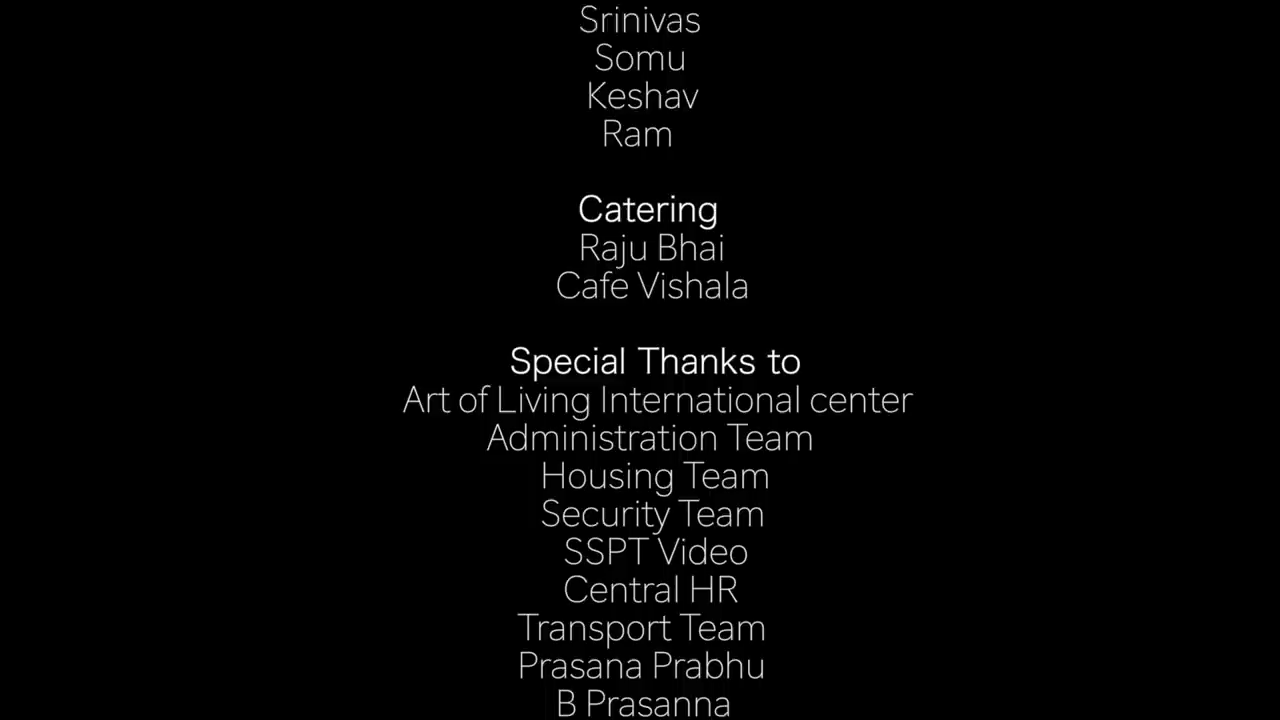 Srinivas
Somu
Keshav
Ram
Catering
Raju Bhai
Cafe Vishala
Special Thanks to
Art of Living International center
Administration Team
Housing Team
Security Team
SSPT Video
Central HR
Transport Team
Prasana Prabhu
B Prasanna